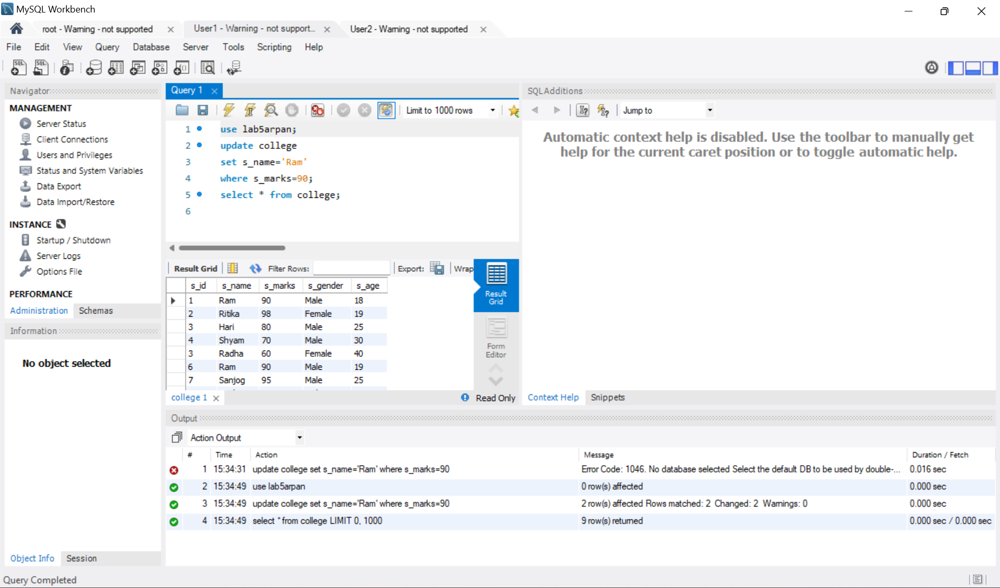 MySQL Workbench
root - Warning - not supported
User1 - Warning - not support...
User2 - Warning - not supported
File Edit View Query Database Server Tools Scripting Help
Navigator
MANAGEMENT
Server Status
Client Connections
Users and Privileges
Status and System Variables
Data Export
Data Import/Restore
INSTANCE
Startup / Shutdown
Server Logs
Options File
PERFORMANCE
Administration Schemas
Information
No object selected
Object Info Session
Query 1
Limit to 1000 rows
1 use lab5arpan;
2 update college
3 set s_name='Ram'
4 where s_marks=90;
5 select * from college;
6
Result Grid Filter Rows: Export: Wrap
s_id s_name s_marks s_gender s_age
1 Ram 90 Male 18
2 Ritika 98 Female 19
3 Hari 80 Male 25
4 Shyam 70 Male 30
3 Radha 60 Female 40
6 Ram 90 Male 19
7 Sanjog 95 Male 25
Result
Grid
Form
Editor
college 1
Read Only
SQLAdditions
Jump to
Automatic context help is disabled. Use the toolbar to manually get
help for the current caret position or to toggle automatic help.
Context Help Snippets
Output
Action Output
# Time Action Message Duration / Fetch
1 15:34:31 update college set s_name='Ram' where s_marks=90 Error Code: 1046. No database selected Select the default DB to be used by double-... 0.016 sec
2 15:34:49 use lab5arpan 0 row(s) affected 0.000 sec
3 15:34:49 update college set s_name='Ram' where s_marks=90 2 row(s) affected Rows matched: 2 Changed: 2 Warnings: 0 0.000 sec
4 15:34:49 select * from college LIMIT 0, 1000 9 row(s) returned 0.000 sec / 0.000 sec
Query Completed